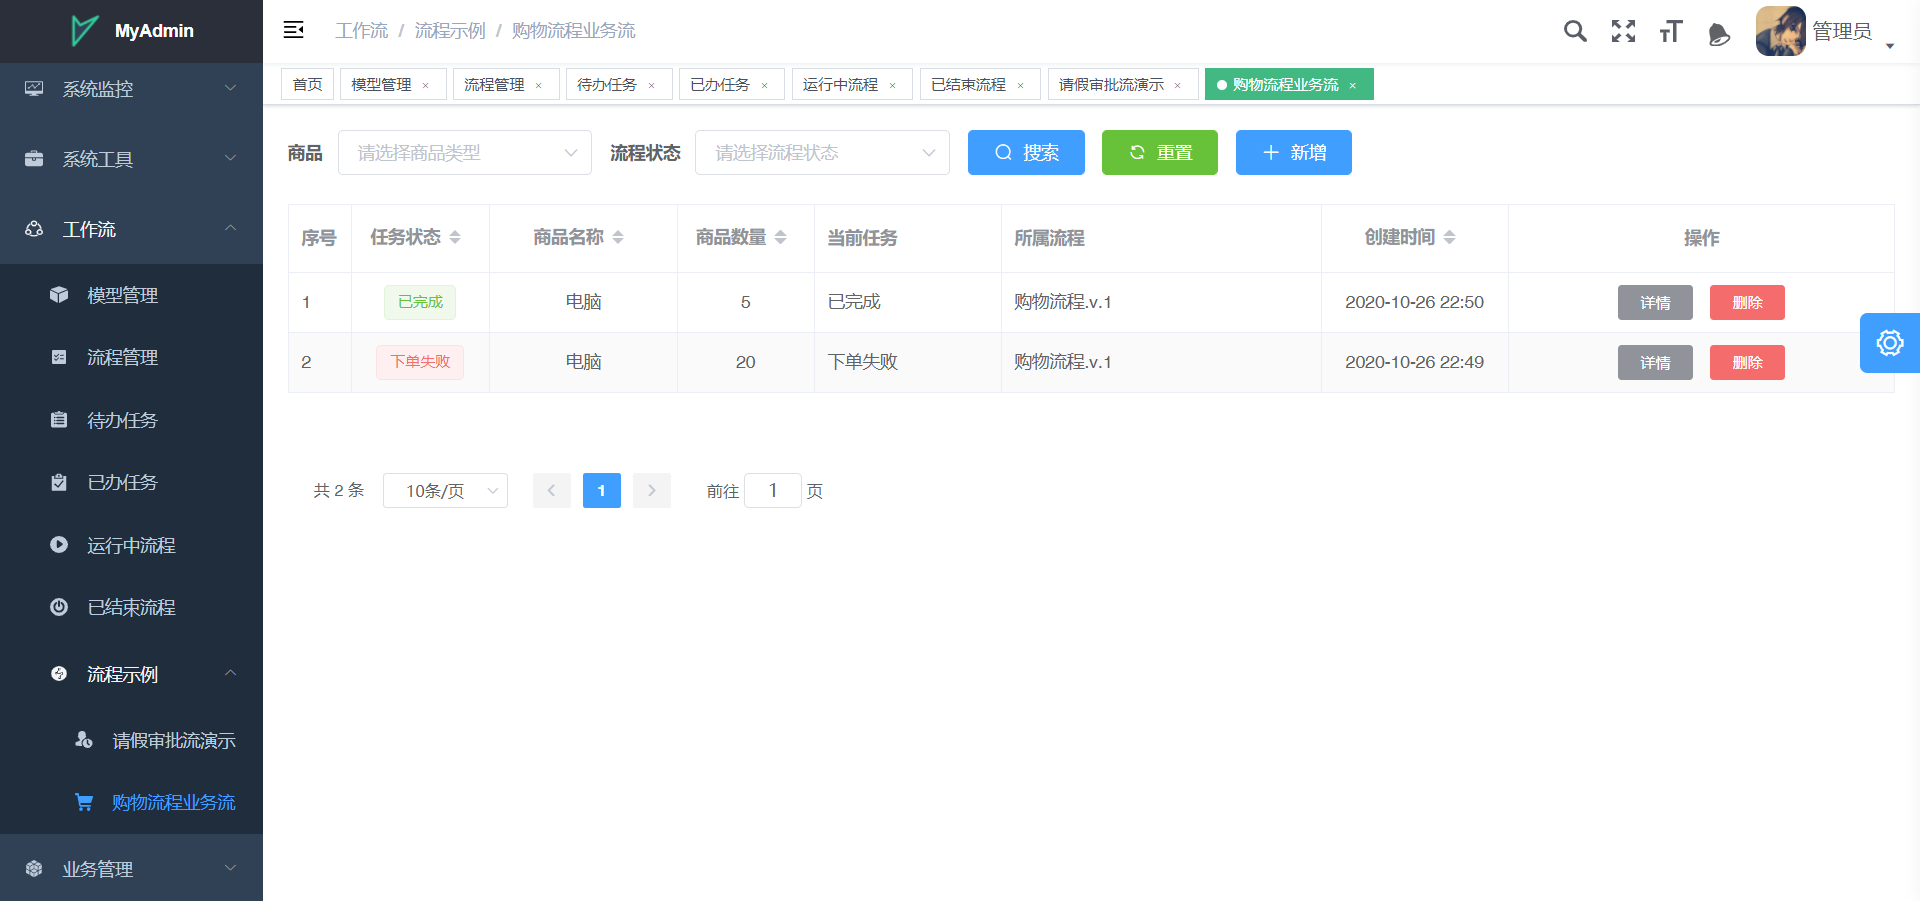 MyAdmin
工作流 / 流程示例 / 购物流程业务流
管理员
首页
模型管理 ×
流程管理 ×
待办任务 ×
已办任务 ×
运行中流程 ×
已结束流程 ×
请假审批流演示 ×
购物流程业务流 ×
系统监控
系统工具
工作流
模型管理
流程管理
待办任务
已办任务
运行中流程
已结束流程
流程示例
请假审批流演示
购物流程业务流
业务管理
商品 请选择商品类型 流程状态 请选择流程状态 搜索 重置 新增
序号 任务状态 商品名称 商品数量 当前任务 所属流程 创建时间 操作
1 已完成 电脑 5 已完成 购物流程.v.1 2020-10-26 22:50 详情 删除
2 下单失败 电脑 20 下单失败 购物流程.v.1 2020-10-26 22:49 详情 删除
共 2 条 10条/页 1 前往 1 页